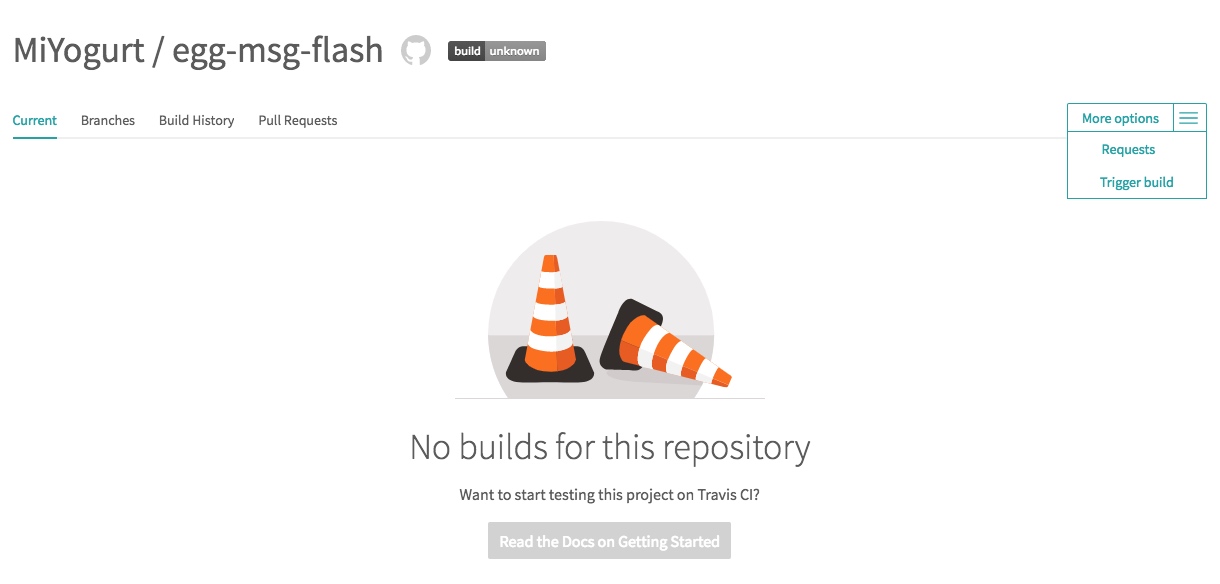 MiYogurt / egg-msg-flash build unknown
Current Branches Build History Pull Requests More options
Requests
Trigger build
No builds for this repository
Want to start testing this project on Travis CI?
Read the Docs on Getting Started